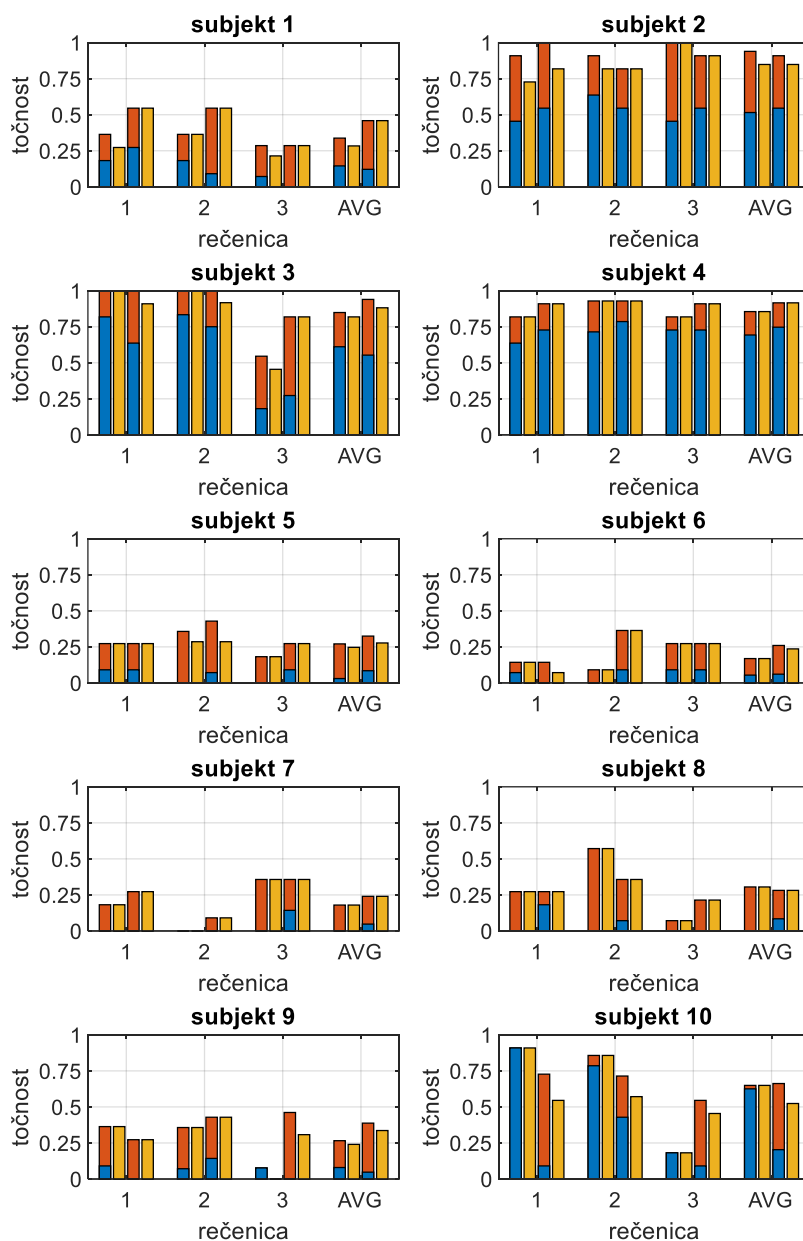 subjekt 1
1
0.75
0.5
0.25
0
točnost
1 2 3 AVG
rečenica
subjekt 2
1
0.75
0.5
0.25
0
točnost
1 2 3 AVG
rečenica
subjekt 3
1
0.75
0.5
0.25
0
točnost
1 2 3 AVG
rečenica
subjekt 4
1
0.75
0.5
0.25
0
točnost
1 2 3 AVG
rečenica
subjekt 5
1
0.75
0.5
0.25
0
točnost
1 2 3 AVG
rečenica
subjekt 6
1
0.75
0.5
0.25
0
točnost
1 2 3 AVG
rečenica
subjekt 7
1
0.75
0.5
0.25
0
točnost
1 2 3 AVG
rečenica
subjekt 8
1
0.75
0.5
0.25
0
točnost
1 2 3 AVG
rečenica
subjekt 9
1
0.75
0.5
0.25
0
točnost
1 2 3 AVG
rečenica
subjekt 10
1
0.75
0.5
0.25
0
točnost
1 2 3 AVG
rečenica